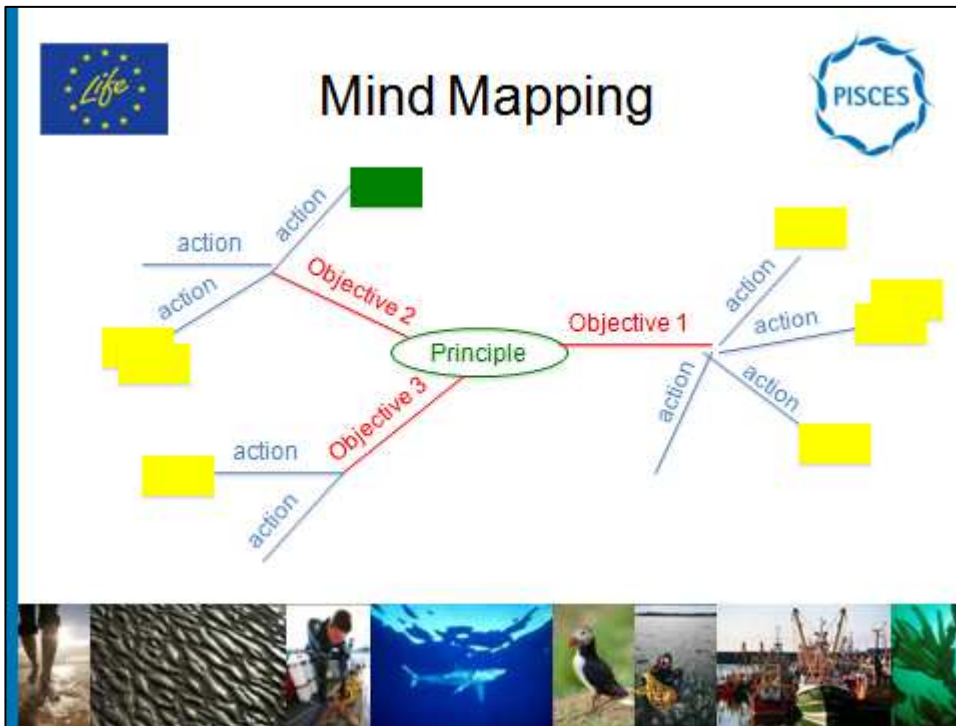 Life
Mind Mapping
PISCES
action
action
action
Objective 2
Principle
Objective 1
action
action
action
action
Objective 3
action
action